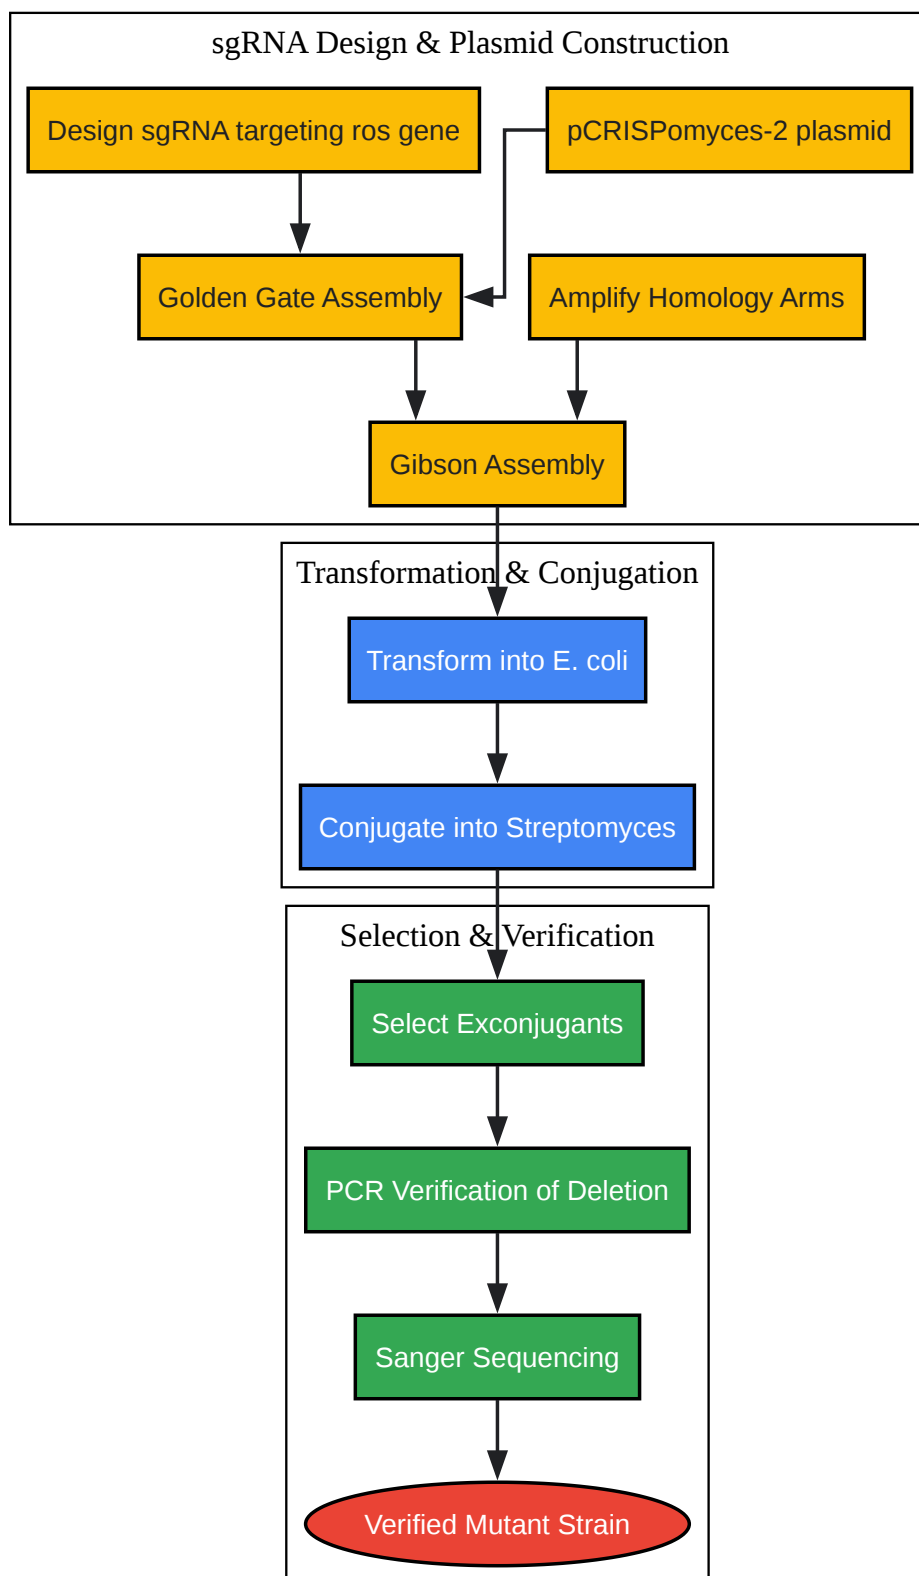 sgRNA Design & Plasmid Construction
Design sgRNA targeting ros gene
pCRISPomyces-2 plasmid
Golden Gate Assembly
Amplify Homology Arms
Gibson Assembly
Transformation & Conjugation
Transform into E. coli
Conjugate into Streptomyces
Selection & Verification
Select Exconjugants
PCR Verification of Deletion
Sanger Sequencing
Verified Mutant Strain